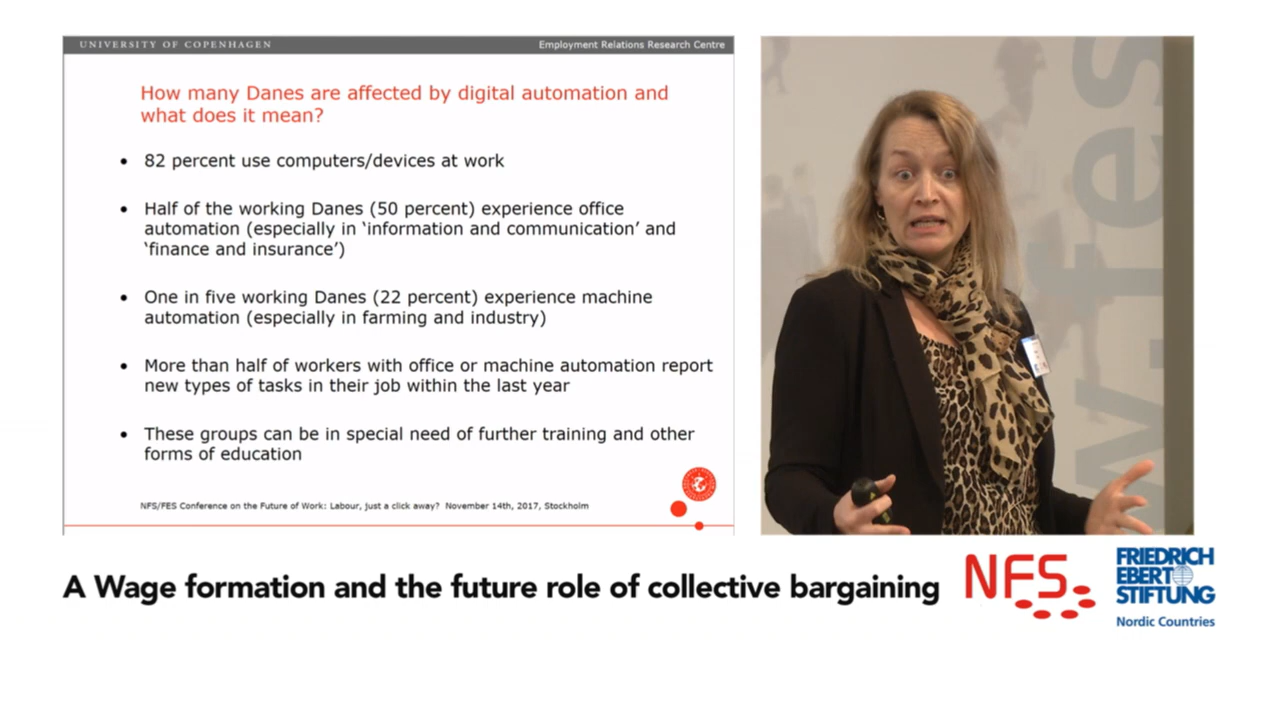 UNIVERSITY OF COPENHAGEN
Employment Relations Research Centre
How many Danes are affected by digital automation and
what does it mean?
• 82 percent use computers/devices at work
• Half of the working Danes (50 percent) experience office
automation (especially in ‘information and communication’ and
‘finance and insurance’)
• One in five working Danes (22 percent) experience machine
automation (especially in farming and industry)
• More than half of workers with office or machine automation report
new types of tasks in their job within the last year
• These groups can be in special need of further training and other
forms of education
NFS/FES Conference on the Future of Work: Labour, just a click away? November 14th, 2017, Stockholm
w.fes
A Wage formation and the future role of collective bargaining
NFS
FRIEDRICH
EBERT
STIFTUNG
Nordic Countries